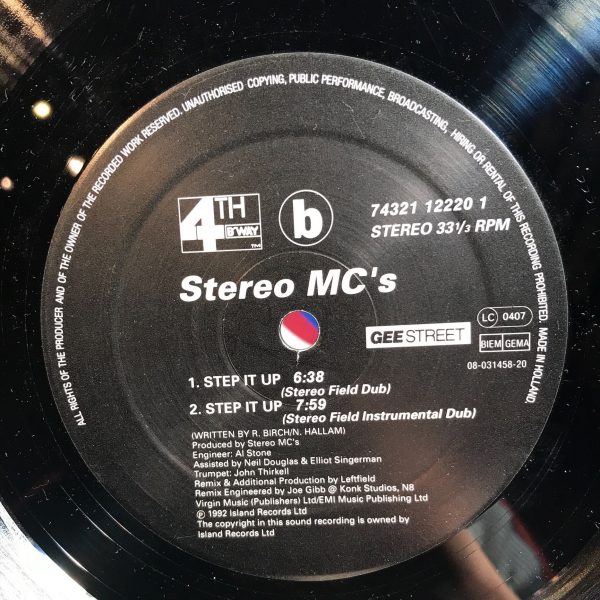 ALL RIGHTS OF THE PRODUCER AND OF THE OWNER OF THE RECORDED WORK RESERVED. UNAUTHORISED COPYING, PUBLIC PERFORMANCE, BROADCASTING, HIRING OR RENTAL OF THIS RECORDING PROHIBITED. MADE IN HOLLAND.
4TH
B'WAY
TM
b
74321 12220 1
STEREO 33 1/3 RPM
Stereo MC's
GEE STREET
LC 0407
BIEM GEMA
08-031458-20
1. STEP IT UP 6:38
(Stereo Field Dub)
2. STEP IT UP 7:59
(Stereo Field Instrumental Dub)
(WRITTEN BY R. BIRCH/N. HALLAM)
Produced by Stereo MC's
Engineer: Al Stone
Assisted by Neil Douglas & Elliot Singerman
Trumpet: John Thirkell
Remix & Additional Production by Leftfield
Remix Engineered by Joe Gibb @ Konk Studios, N8
Virgin Music (Publishers) Ltd/EMI Music Publishing Ltd
℗ 1992 Island Records Ltd
The copyright in this sound recording is owned by
Island Records Ltd